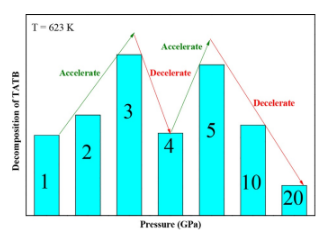 T = 623 K
Accelerate
Decelerate
Accelerate
Decelerate
Decomposition of TATB
1
2
3
4
5
10
20
Pressure (GPa)